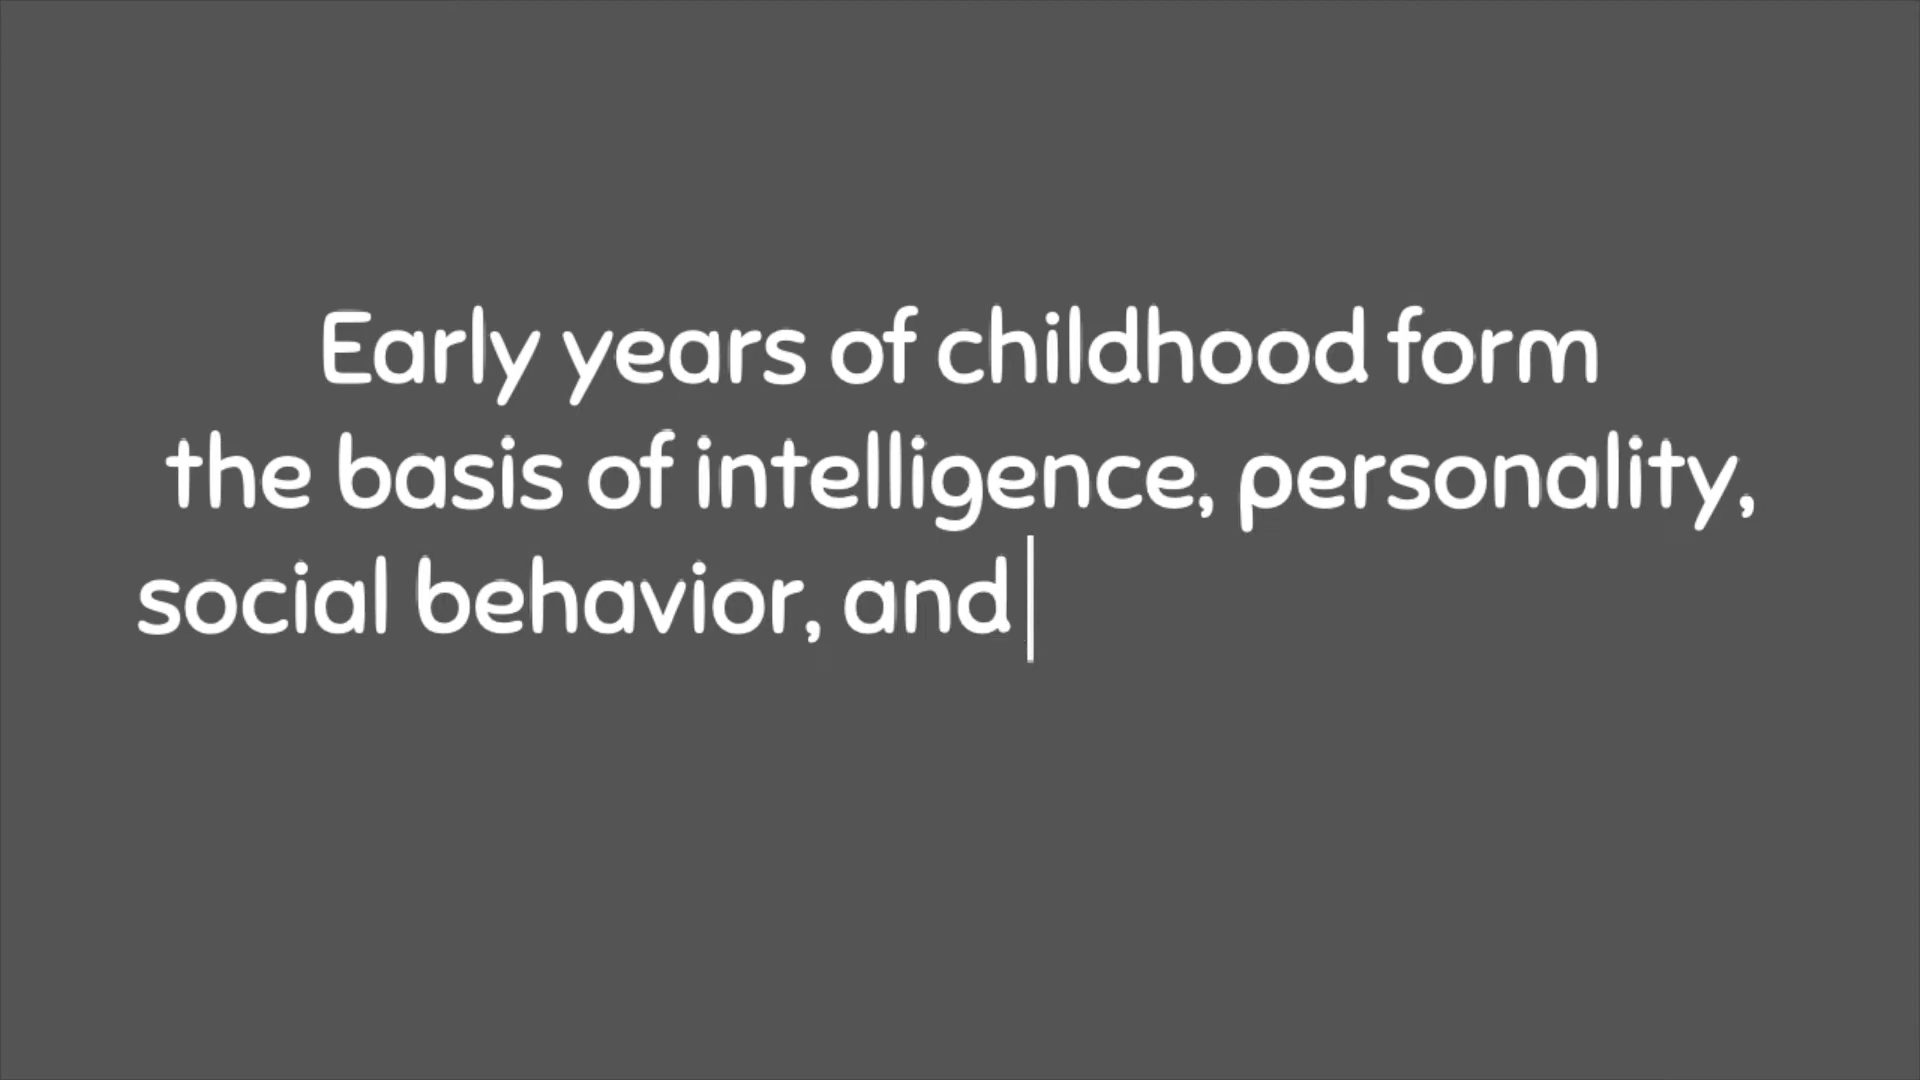 Early years of childhood form
the basis of intelligence, personality,
social behavior, and